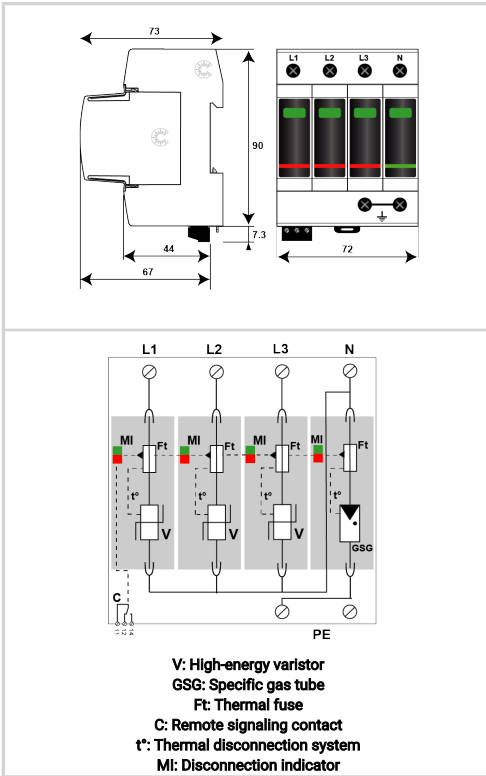 73
L1 L2 L3 N
90
7.3
44
67
72
L1 L2 L3 N
MI Ft MI Ft MI Ft MI Ft
t° t° t° t°
V V V
GSG
C
11 12 14
PE
V: High-energy varistor
GSG: Specific gas tube
Ft: Thermal fuse
C: Remote signaling contact
t°: Thermal disconnection system
MI: Disconnection indicator